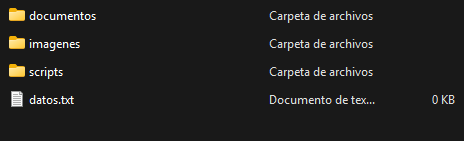 documentos Carpeta de archivos
imagenes Carpeta de archivos
scripts Carpeta de archivos
datos.txt Documento de tex... 0 KB